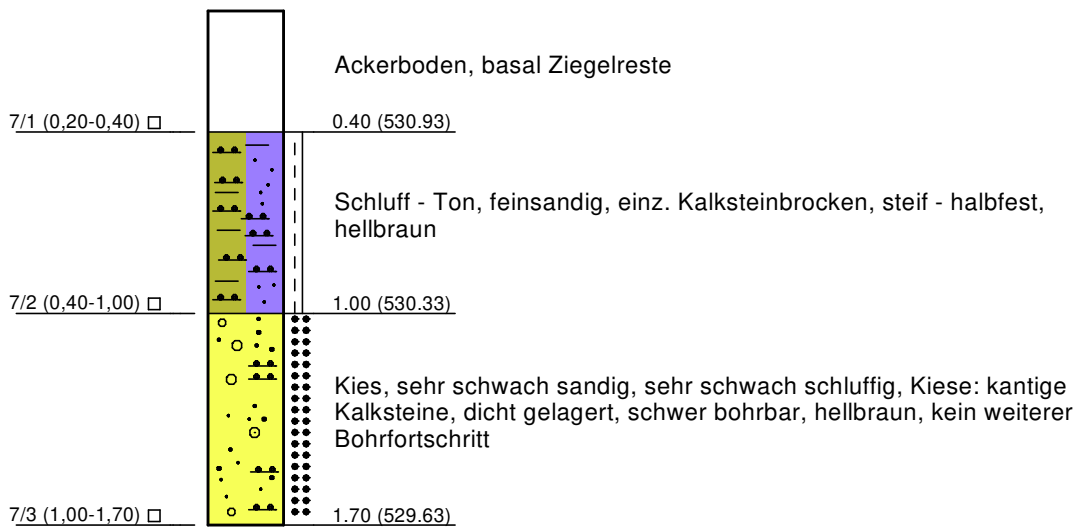 Ackerboden, basal Ziegelreste
7/1 (0,20-0,40)
0.40 (530.93)
Schluff - Ton, feinsandig, einz. Kalksteinbrocken, steif - halbfest,
hellbraun
7/2 (0,40-1,00)
1.00 (530.33)
Kies, sehr schwach sandig, sehr schwach schluffig, Kiese: kantige
Kalksteine, dicht gelagert, schwer bohrbar, hellbraun, kein weiterer
Bohrfortschritt
7/3 (1,00-1,70)
1.70 (529.63)